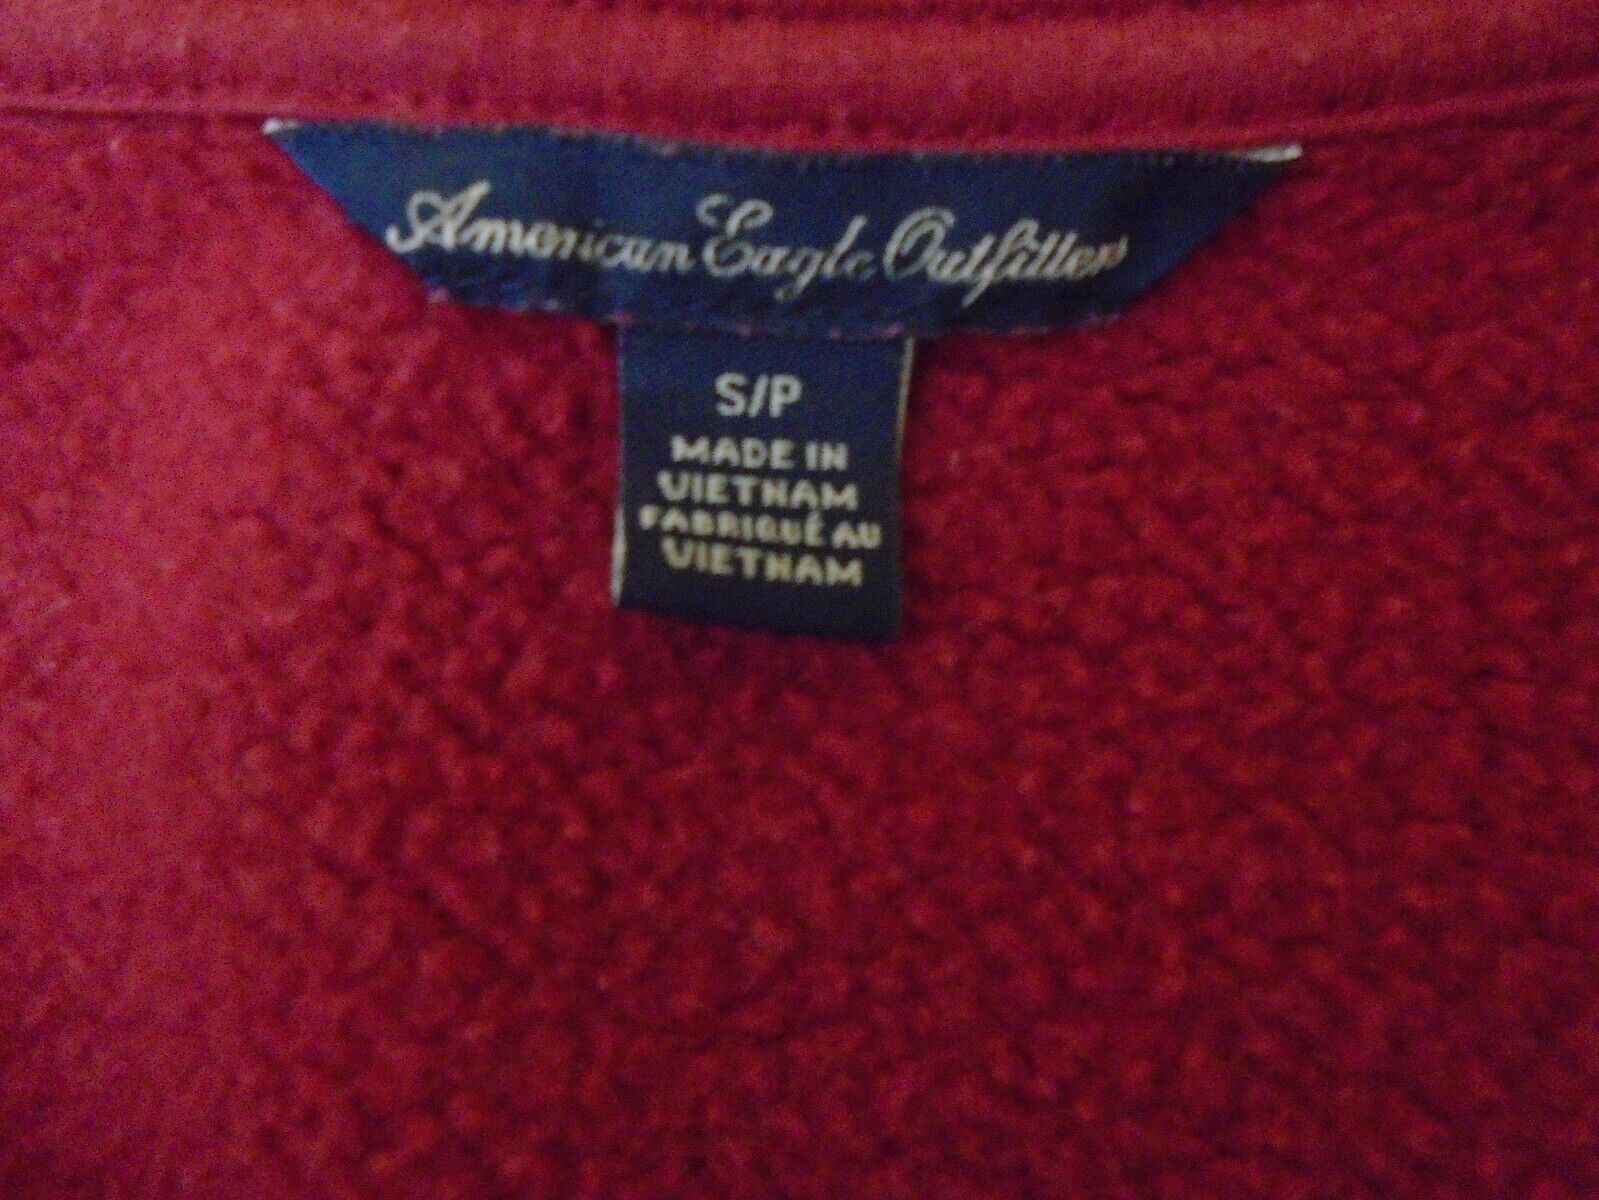 American Eagle Outfitters
S/P
MADE IN
VIETNAM
FABRIQUÉ AU
VIETNAM